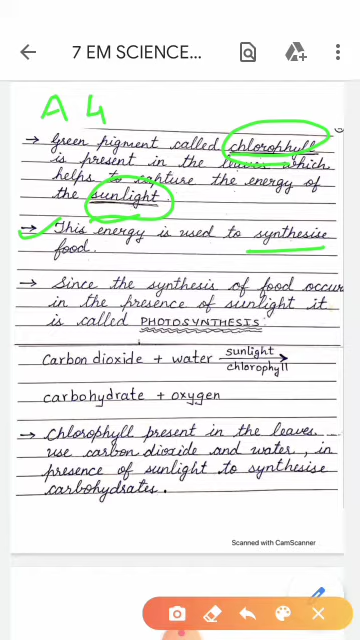 7 EM SCIENCE...
A 4
→ Green pigment called chlorophyll
is present in the leaves which
helps to capture the energy of
the sunlight.
→ This energy is used to synthesise
food.
→ Since the synthesis of food occur
in the presence of sunlight it
is called PHOTOSYNTHESIS.
Carbon dioxide + water sunlight
chlorophyll
carbohydrate + oxygen
→ Chlorophyll present in the leaves
use carbon dioxide and water, in
presence of sunlight to synthesise
carbohydrates.
Scanned with CamScanner